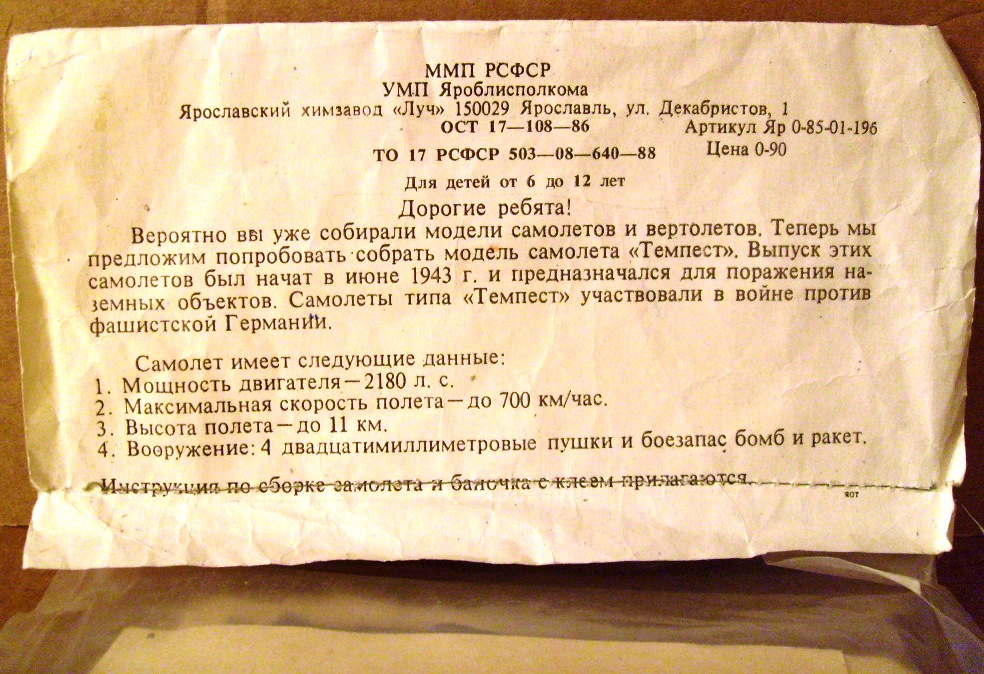 ММП РСФСР
УМП Яроблисполкома
Ярославский химзавод «Луч» 150029 Ярославль, ул. Декабристов, 1
ОСТ 17—108—86 Артикул Яр 0-85-01-196
ТО 17 РСФСР 503—08—640—88 Цена 0-90
Для детей от 6 до 12 лет
Дорогие ребята!
Вероятно вы уже собирали модели самолетов и вертолетов. Теперь мы
предложим попробовать собрать модель самолета «Темпест». Выпуск этих
самолетов был начат в июне 1943 г. и предназначался для поражения на-
земных объектов. Самолеты типа «Темпест» участвовали в войне против
фашистской Германии.
Самолет имеет следующие данные:
1. Мощность двигателя—2180 л. с.
2. Максимальная скорость полета—до 700 км/час.
3. Высота полета—до 11 км.
4. Вооружение: 4 двадцатимиллиметровые пушки и боезапас бомб и ракет.
Инструкция по сборке самолета и баночка с клеем прилагаются.